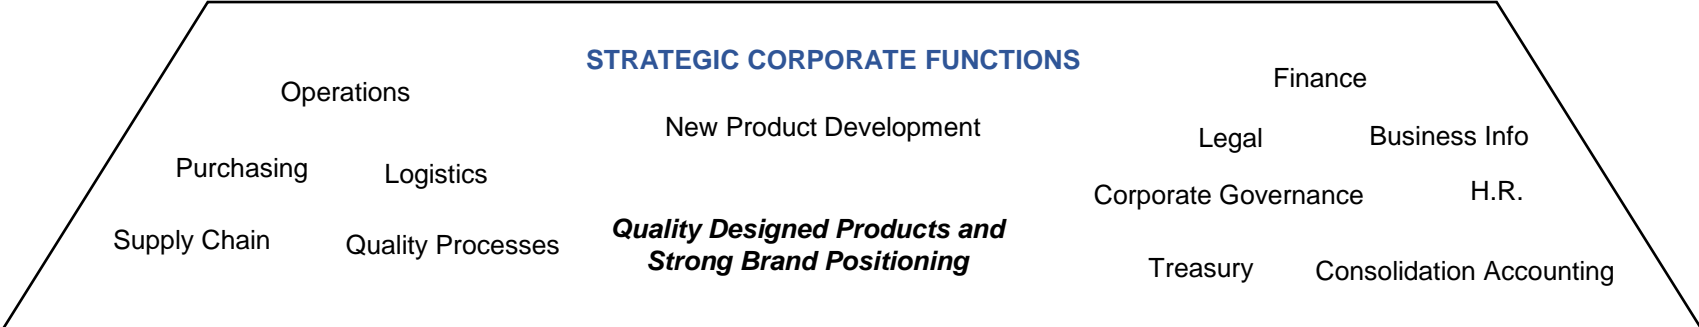 STRATEGIC CORPORATE FUNCTIONS
Operations
Purchasing
Logistics
Supply Chain
Quality Processes
New Product Development
Quality Designed Products and
Strong Brand Positioning
Finance
Legal
Business Info
Corporate Governance
H.R.
Treasury
Consolidation Accounting